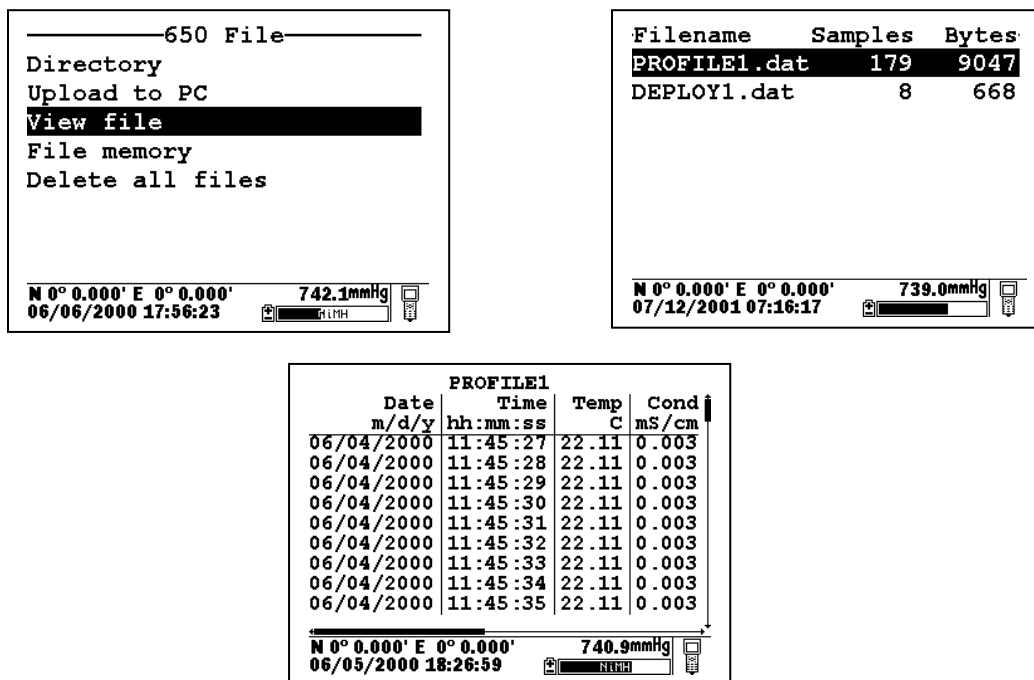 650 File
Directory
Upload to PC
View file
File memory
Delete all files
N 0° 0.000' E 0° 0.000' 742.1mmHg
06/06/2000 17:56:23 NiMH
Filename Samples Bytes
PROFILE1.dat 179 9047
DEPLOY1.dat 8 668
N 0° 0.000' E 0° 0.000' 739.0mmHg
07/12/2001 07:16:17
PROFILE1
Date Time Temp Cond
m/d/y hh:mm:ss C mS/cm
06/04/2000 11:45:27 22.11 0.003
06/04/2000 11:45:28 22.11 0.003
06/04/2000 11:45:29 22.11 0.003
06/04/2000 11:45:30 22.11 0.003
06/04/2000 11:45:31 22.11 0.003
06/04/2000 11:45:32 22.11 0.003
06/04/2000 11:45:33 22.11 0.003
06/04/2000 11:45:34 22.11 0.003
06/04/2000 11:45:35 22.11 0.003
N 0° 0.000' E 0° 0.000' 740.9mmHg
06/05/2000 18:26:59 NiMH